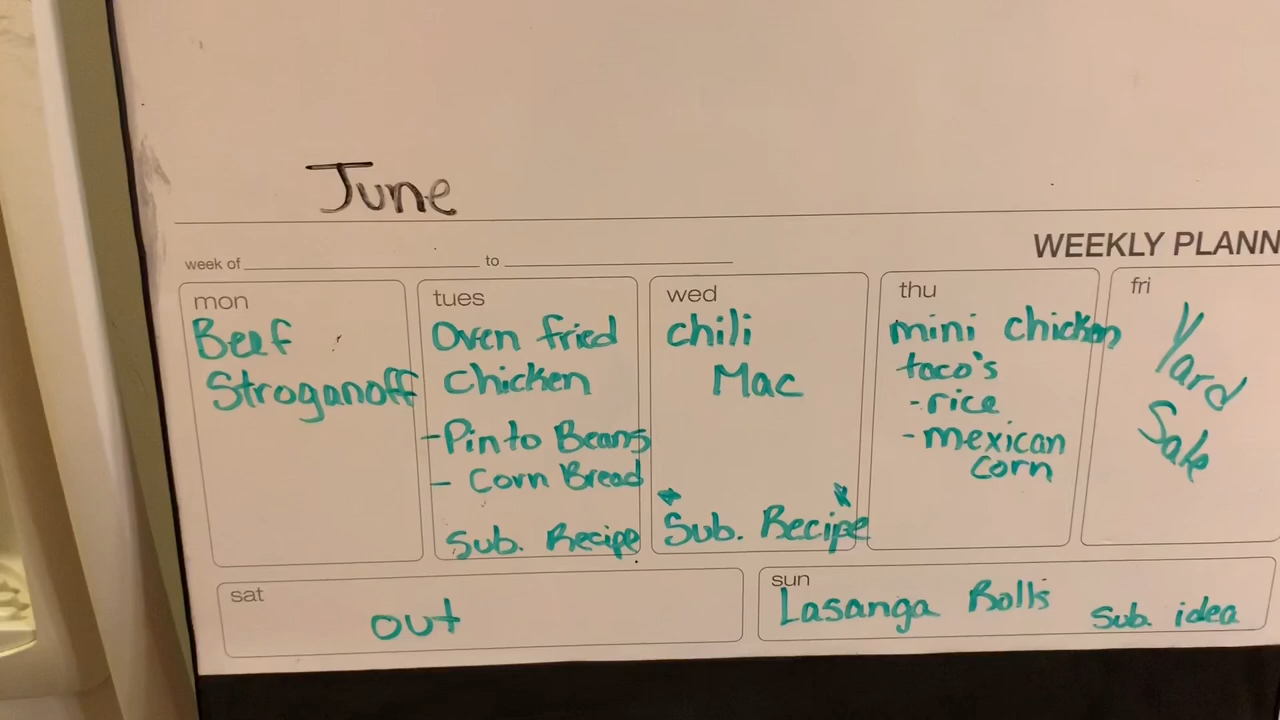 June
WEEKLY PLANN
week of to
mon
Beef
Stroganoff
tues
Oven fried
Chicken
-Pinto Beans
- Corn Bread
Sub. Recipe
wed
chili
Mac
Sub. Recipe
thu
mini chicken
taco's
-rice
-mexican
corn
fri
Yard
Sale
sat
out
sun
Lasanga Rolls
Sub. idea